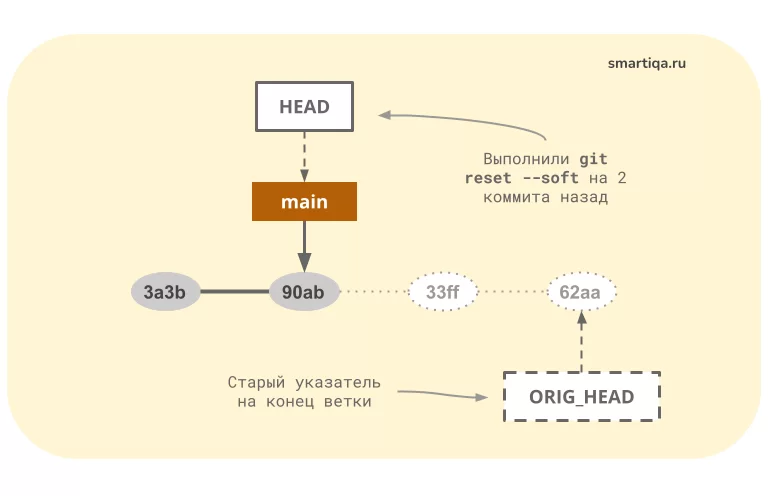 smartiqa.ru
HEAD
Выполнили git
reset --soft на 2
коммита назад
main
3a3b
90ab
33ff
62aa
Старый указатель
на конец ветки
ORIG_HEAD